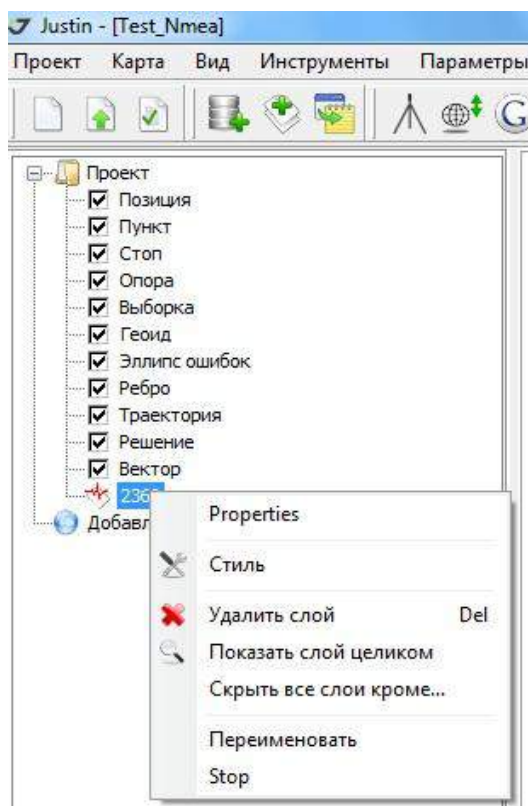 Justin - [Test_Nmea]
Проект Карта Вид Инструменты Параметры
G
Проект
Позиция
Пункт
Стоп
Опора
Выборка
Геоид
Эллипс ошибок
Ребро
Траектория
Решение
Вектор
Properties
Стиль
Удалить слой Del
Показать слой целиком
Скрыть все слои кроме...
Переименовать
Stop